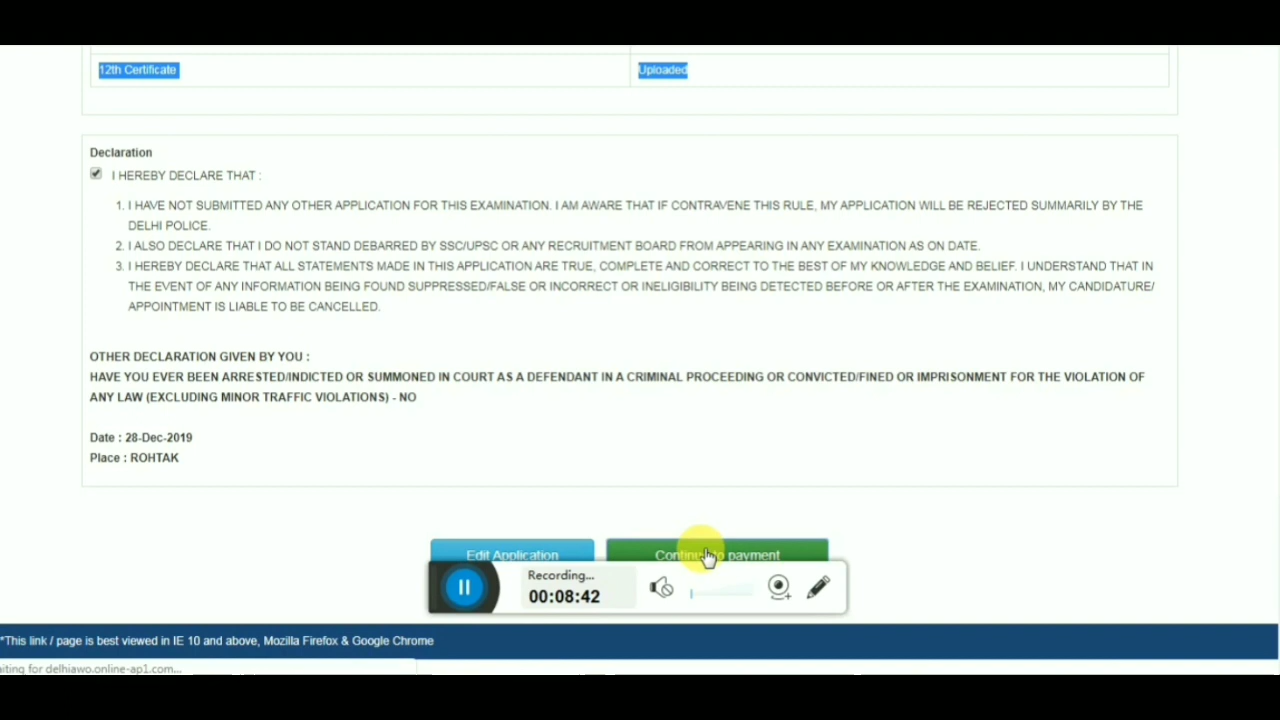 12th Certificate Uploaded
Declaration
I HEREBY DECLARE THAT :
1. I HAVE NOT SUBMITTED ANY OTHER APPLICATION FOR THIS EXAMINATION. I AM AWARE THAT IF CONTRAVENE THIS RULE, MY APPLICATION WILL BE REJECTED SUMMARILY BY THE
DELHI POLICE.
2. I ALSO DECLARE THAT I DO NOT STAND DEBARRED BY SSC/UPSC OR ANY RECRUITMENT BOARD FROM APPEARING IN ANY EXAMINATION AS ON DATE.
3. I HEREBY DECLARE THAT ALL STATEMENTS MADE IN THIS APPLICATION ARE TRUE, COMPLETE AND CORRECT TO THE BEST OF MY KNOWLEDGE AND BELIEF. I UNDERSTAND THAT IN
THE EVENT OF ANY INFORMATION BEING FOUND SUPPRESSED/FALSE OR INCORRECT OR INELIGIBILITY BEING DETECTED BEFORE OR AFTER THE EXAMINATION, MY CANDIDATURE/
APPOINTMENT IS LIABLE TO BE CANCELLED.
OTHER DECLARATION GIVEN BY YOU :
HAVE YOU EVER BEEN ARRESTED/INDICTED OR SUMMONED IN COURT AS A DEFENDANT IN A CRIMINAL PROCEEDING OR CONVICTED/FINED OR IMPRISONMENT FOR THE VIOLATION OF
ANY LAW (EXCLUDING MINOR TRAFFIC VIOLATIONS) - NO
Date : 28-Dec-2019
Place : ROHTAK
Edit Application Continue to payment
Recording...
00:08:42
*This link / page is best viewed in IE 10 and above, Mozilla Firefox & Google Chrome
aiting for delhiawo.online-ap1.com...